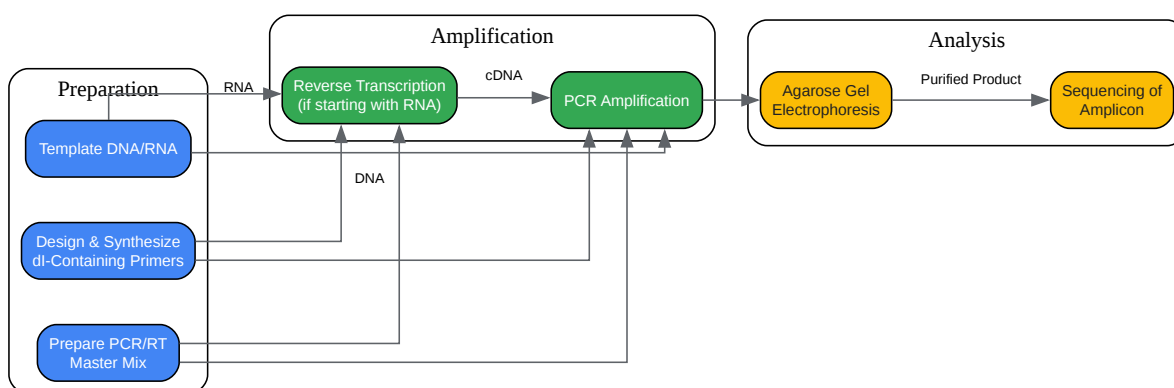 Preparation
Template DNA/RNA
Design & Synthesize
dI-Containing Primers
Prepare PCR/RT
Master Mix
Amplification
RNA
Reverse Transcription
(if starting with RNA)
cDNA
PCR Amplification
DNA
Analysis
Agarose Gel
Electrophoresis
Purified Product
Sequencing of
Amplicon